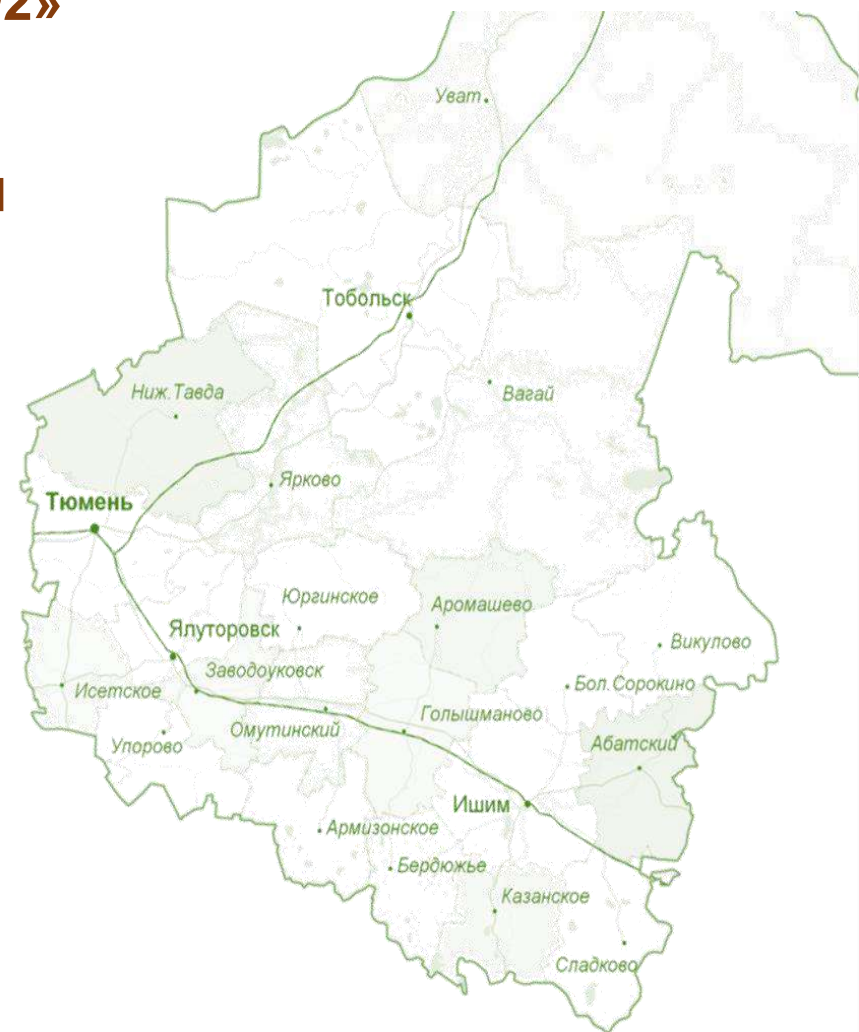 2»
Уват
Тобольск
Ниж.Тавда
Вагай
Ярково
Тюмень
Юргинское
Аромашево
Ялуторовск
Викулово
Заводоуковск
Исетское
Бол.Сорокино
Голышманово
Омутинский
Упорово
Абатский
Ишим
Армизонское
Бердюжье
Казанское
Сладково